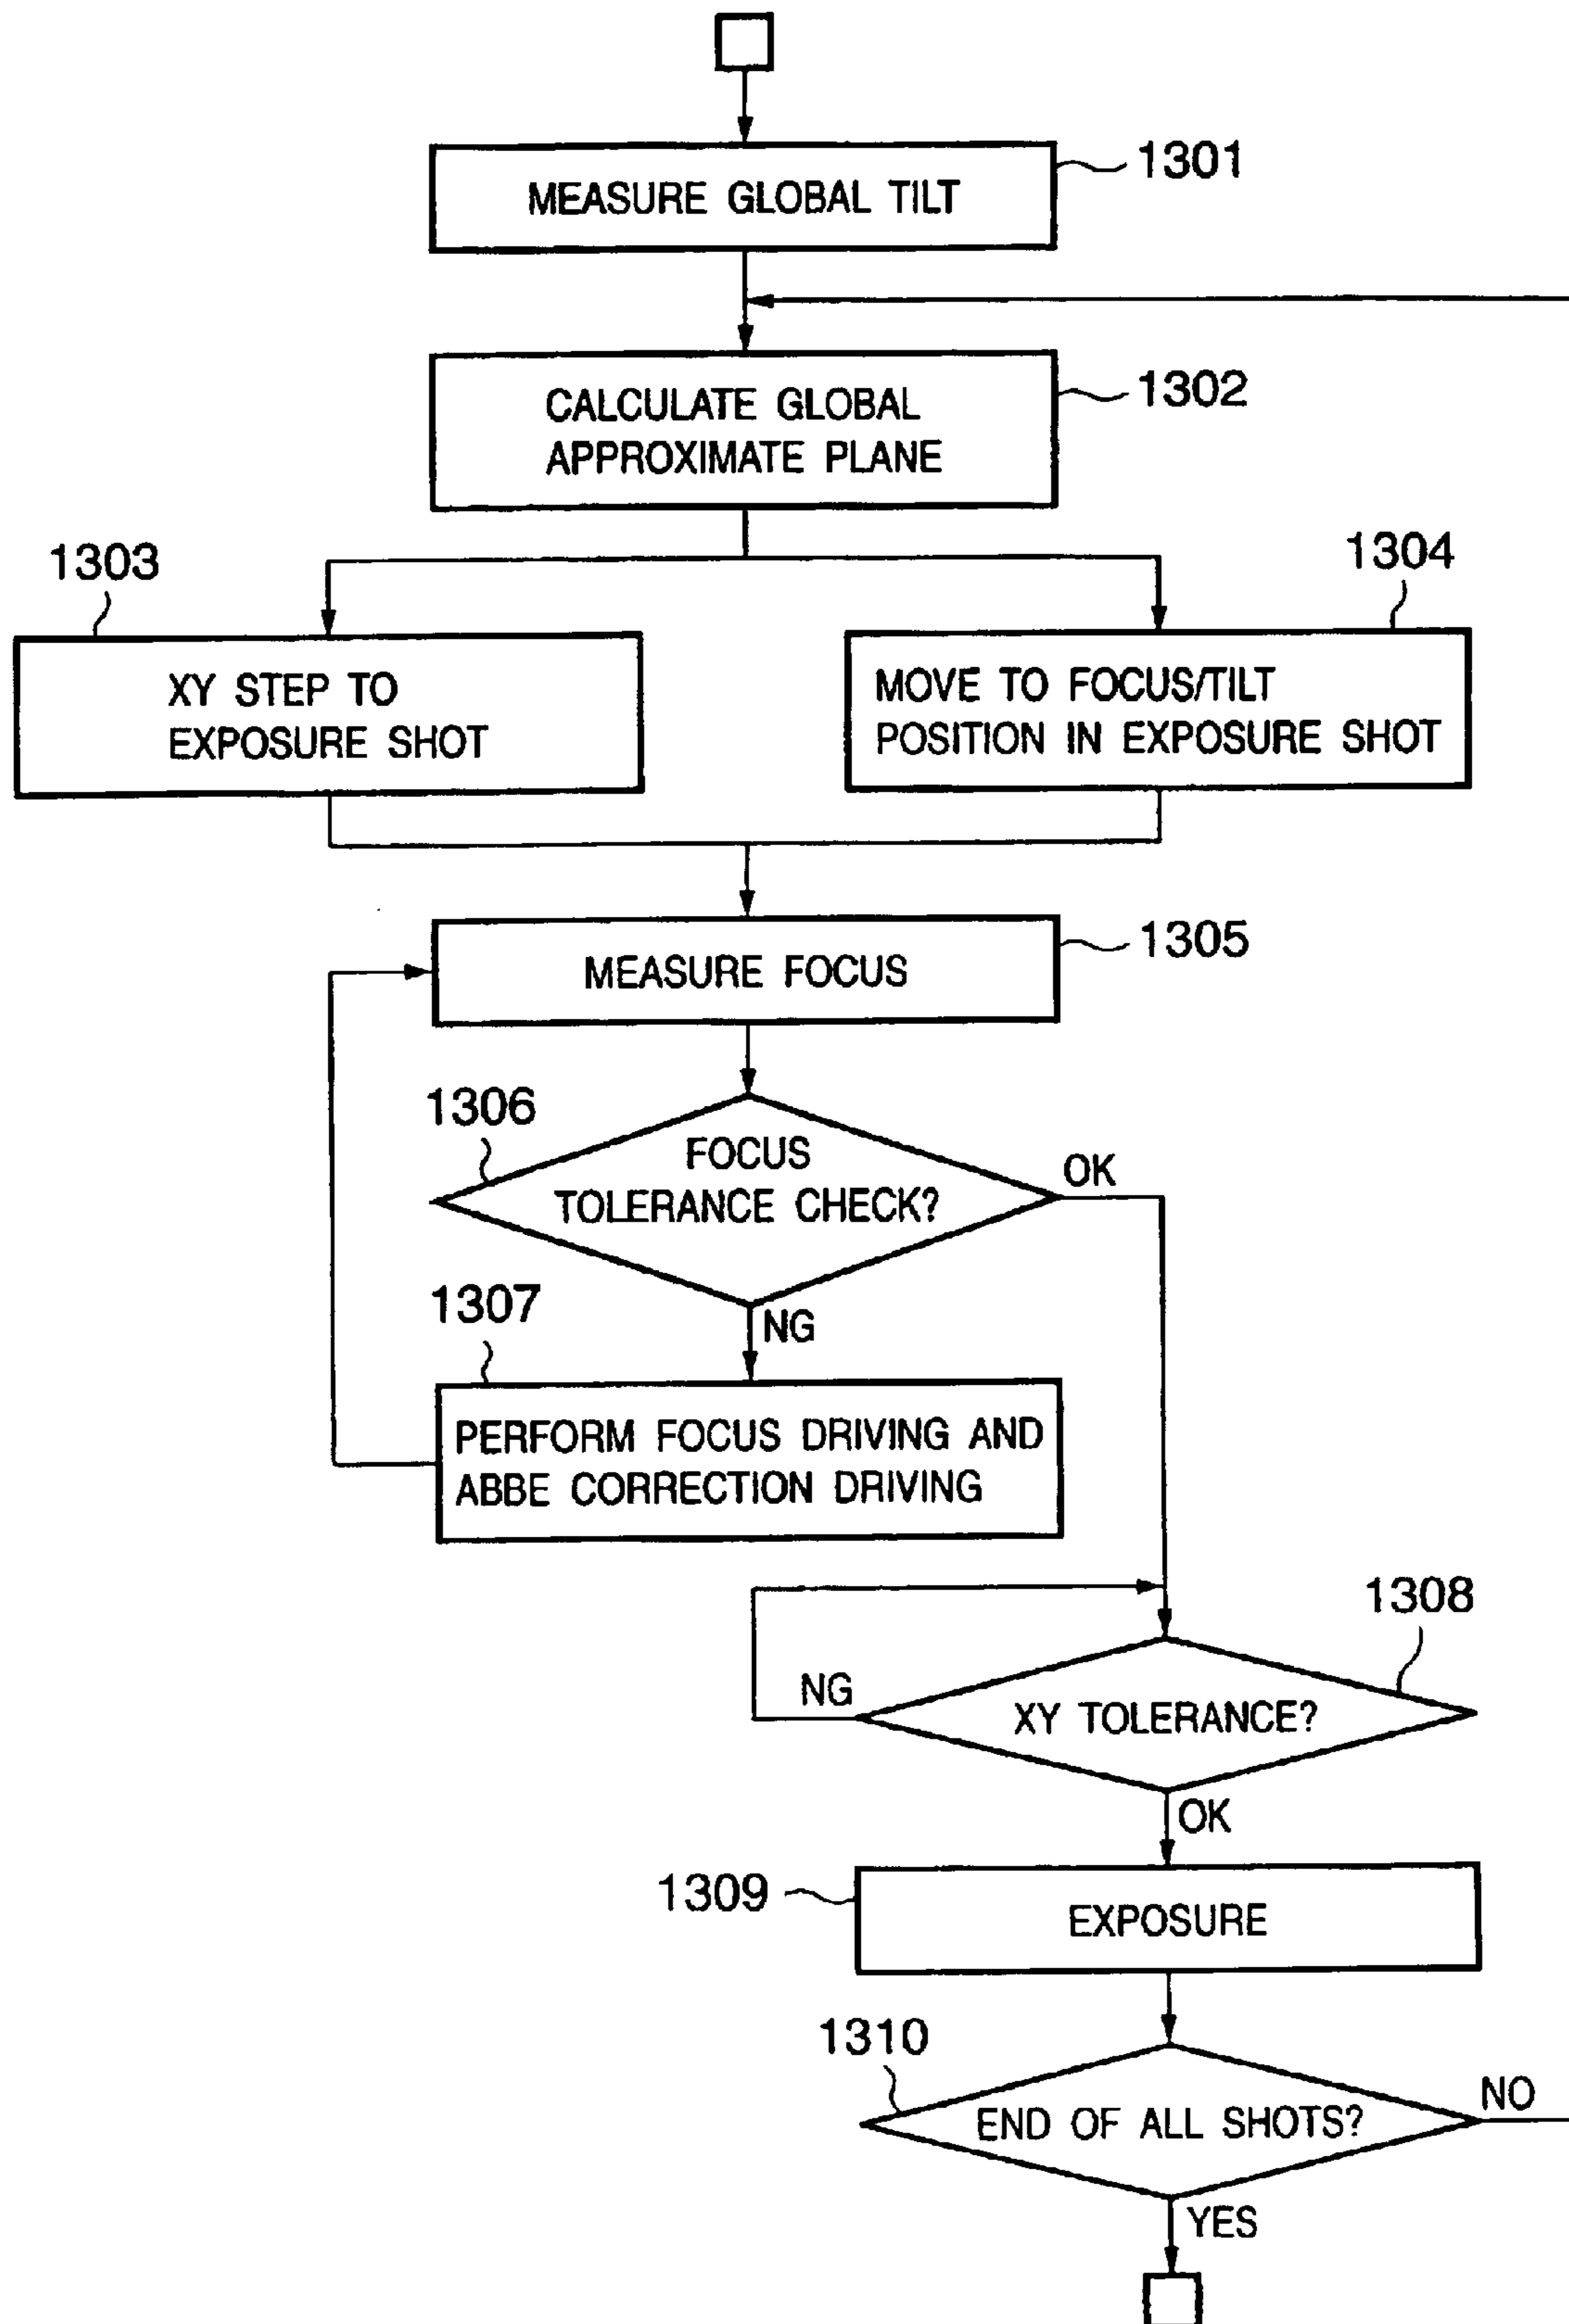 1301
MEASURE GLOBAL TILT
1302
CALCULATE GLOBAL
APPROXIMATE PLANE
1303
1304
XY STEP TO
EXPOSURE SHOT
MOVE TO FOCUS/TILT
POSITION IN EXPOSURE SHOT
1305
MEASURE FOCUS
1306
FOCUS
TOLERANCE CHECK?
OK
1307
NG
PERFORM FOCUS DRIVING AND
ABBE CORRECTION DRIVING
1308
NG
XY TOLERANCE?
OK
1309
EXPOSURE
1310
END OF ALL SHOTS?
NO
YES